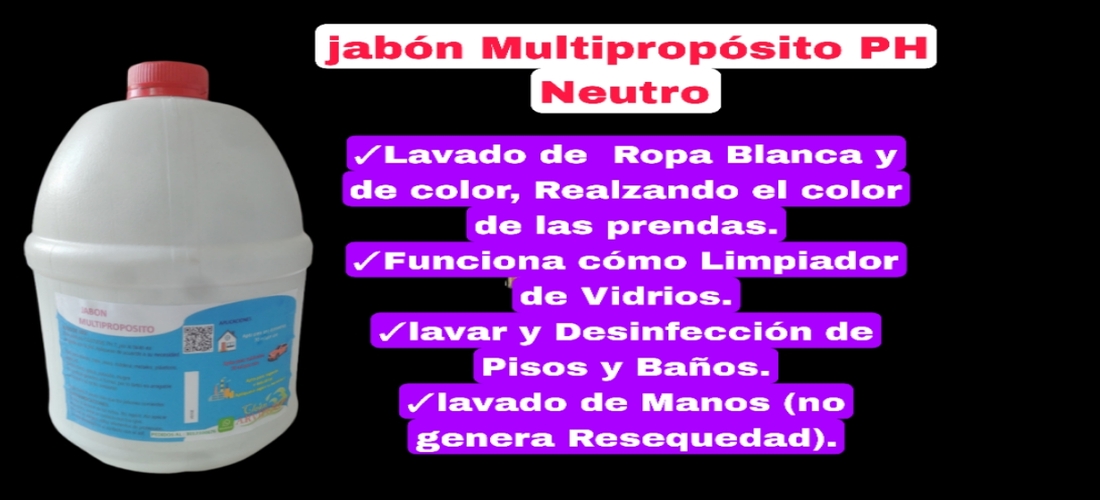 jabón Multipropósito PH
Neutro
✓Lavado de Ropa Blanca y
de color, Realzando el color
de las prendas.
✓Funciona cómo Limpiador
de Vidrios.
✓lavar y Desinfección de
Pisos y Baños.
✓lavado de Manos (no
genera Resequedad).
JABON
MULTIPROPOSITO